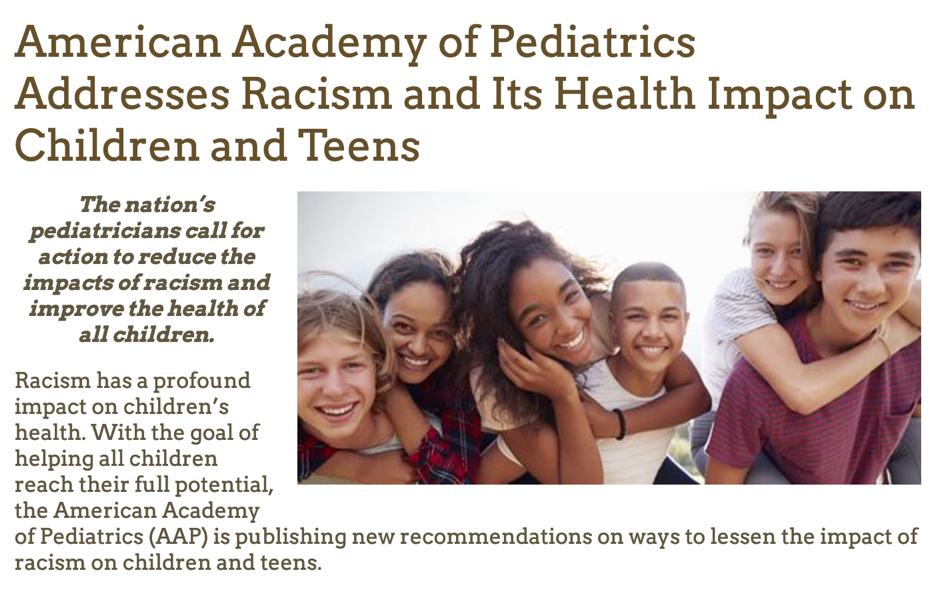 American Academy of Pediatrics
Addresses Racism and Its Health Impact on
Children and Teens
The nation’s
pediatricians call for
action to reduce the
impacts of racism and
improve the health of
all children.
Racism has a profound
impact on children’s
health. With the goal of
helping all children
reach their full potential,
the American Academy
of Pediatrics (AAP) is publishing new recommendations on ways to lessen the impact of
racism on children and teens.